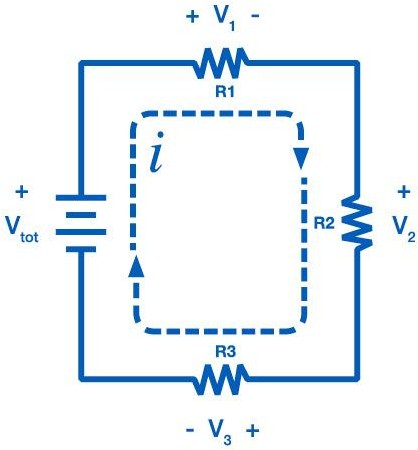 + V1 -
R1
i
+
Vtot
R2
+
V2
R3
- V3 +